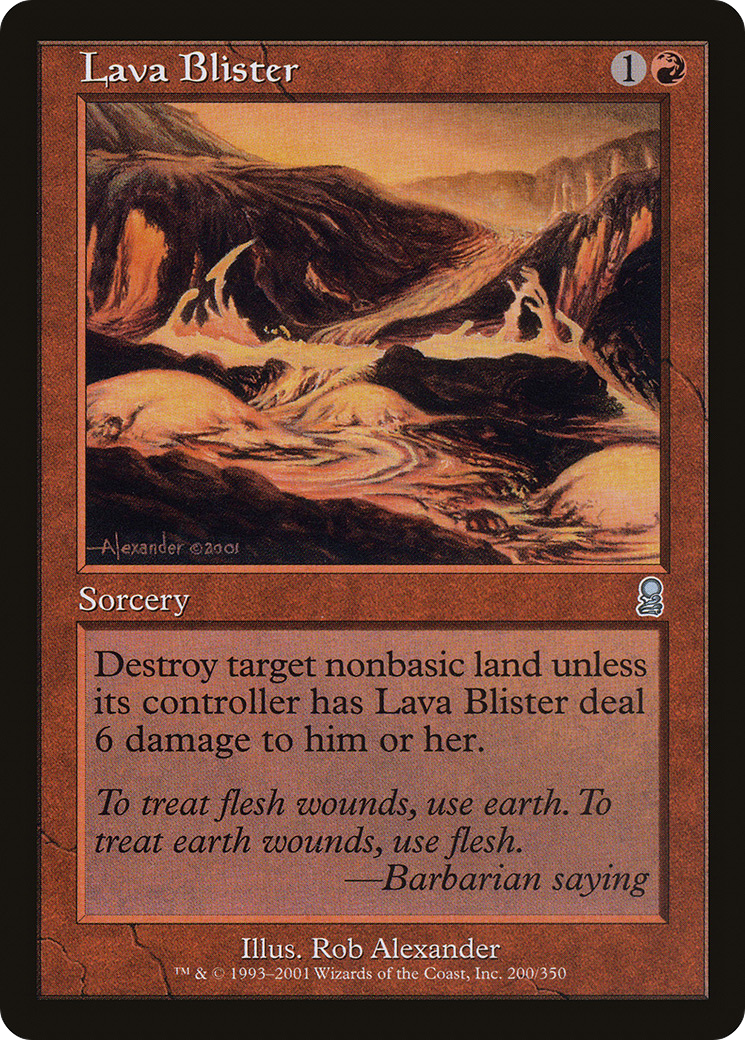 Lava Blister
1
Alexander ©2001
Sorcery
Destroy target nonbasic land unless
its controller has Lava Blister deal
6 damage to him or her.
To treat flesh wounds, use earth. To
treat earth wounds, use flesh.
—Barbarian saying
Illus. Rob Alexander
™ & © 1993–2001 Wizards of the Coast, Inc. 200/350